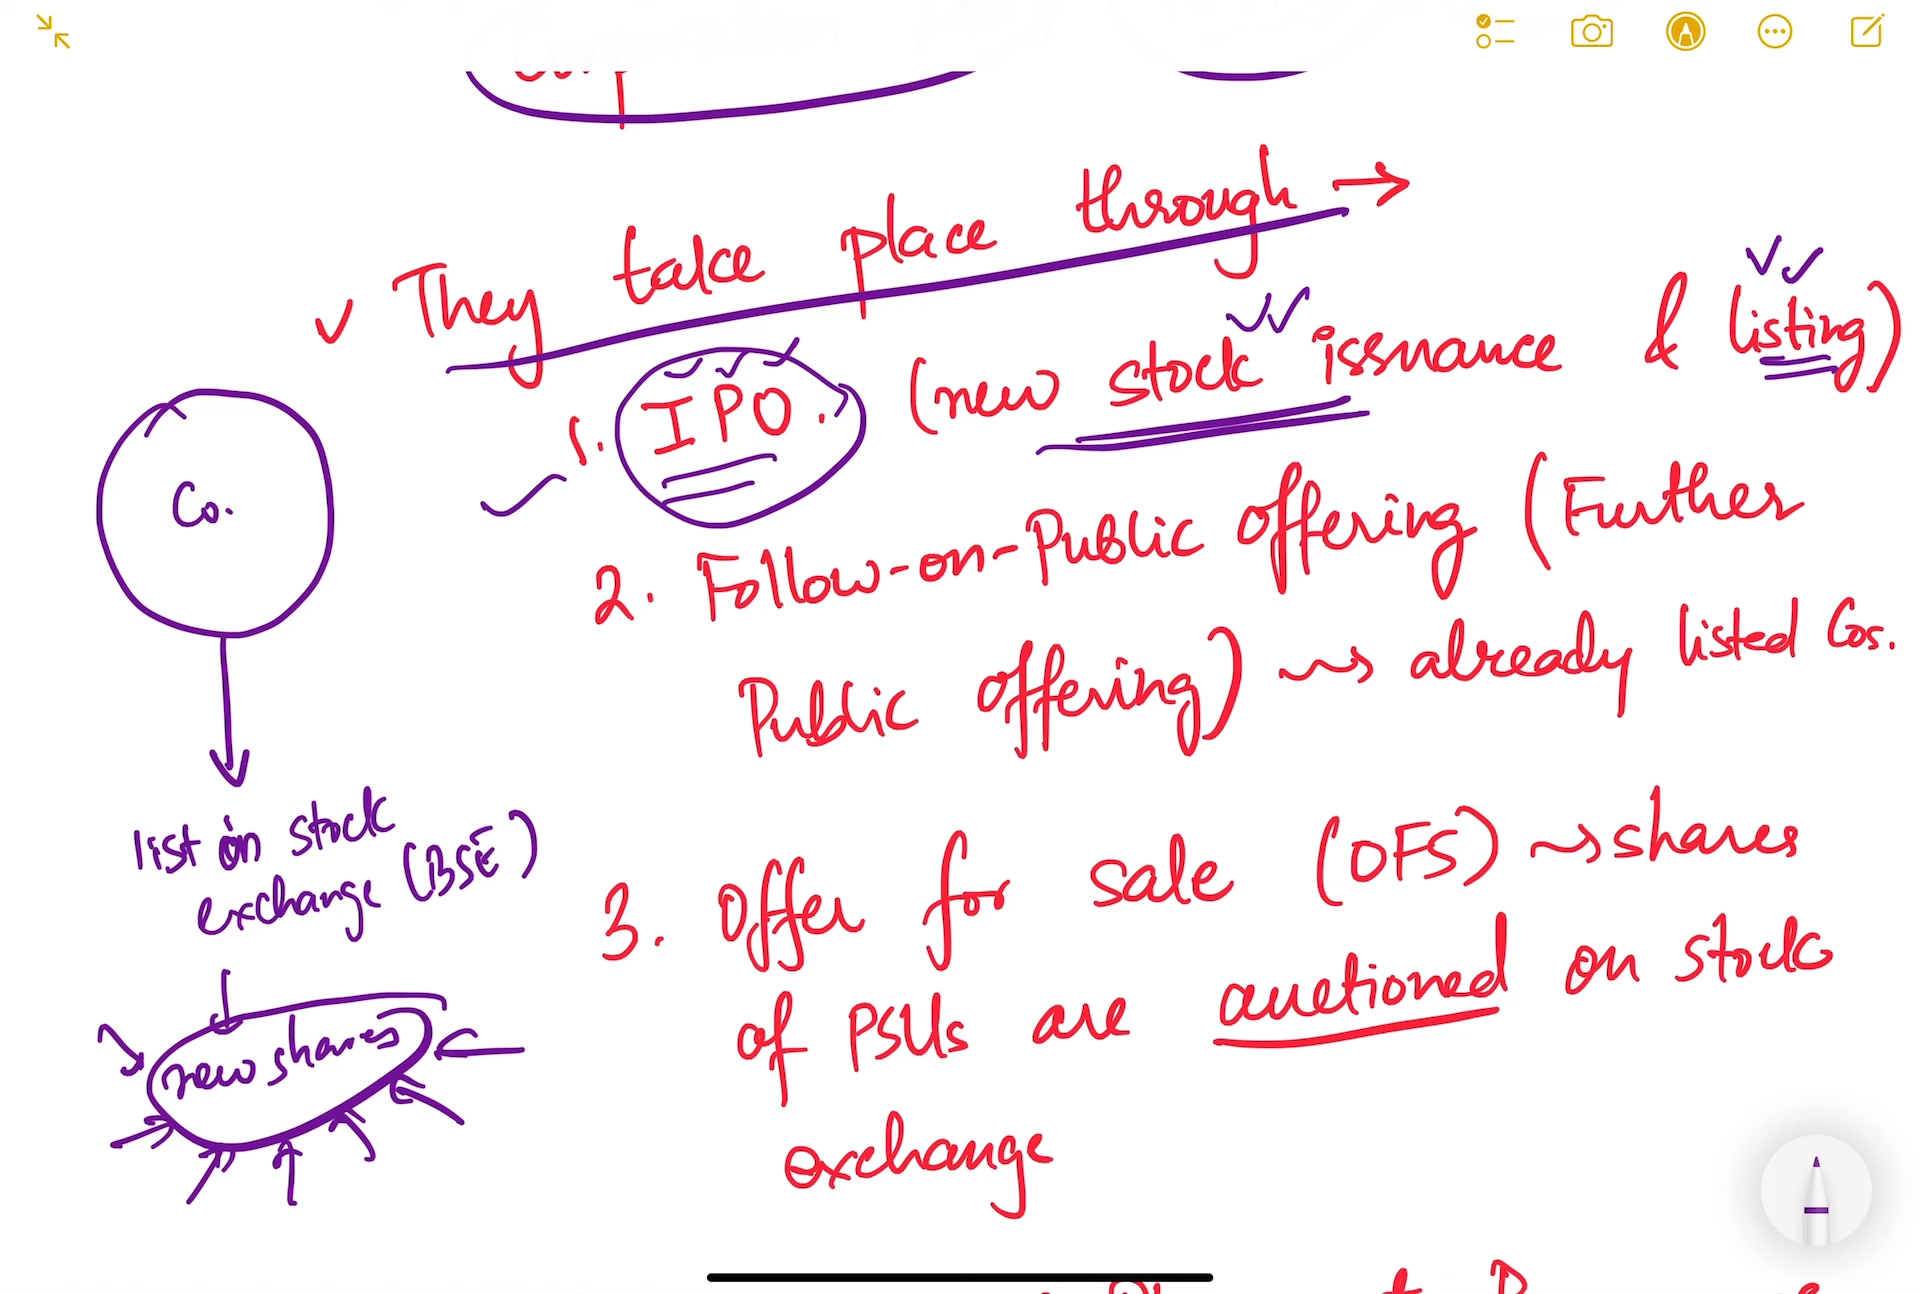 They take place through →
1. IPO. (new stock issuance & listing)
2. Follow-on-Public Offering (Further
Public Offering) → already listed Cos.
3. Offer for sale (OFS) → shares
of PSUs are auctioned on stock
exchange
Co.
list on stock
exchange (BSE)
new shares